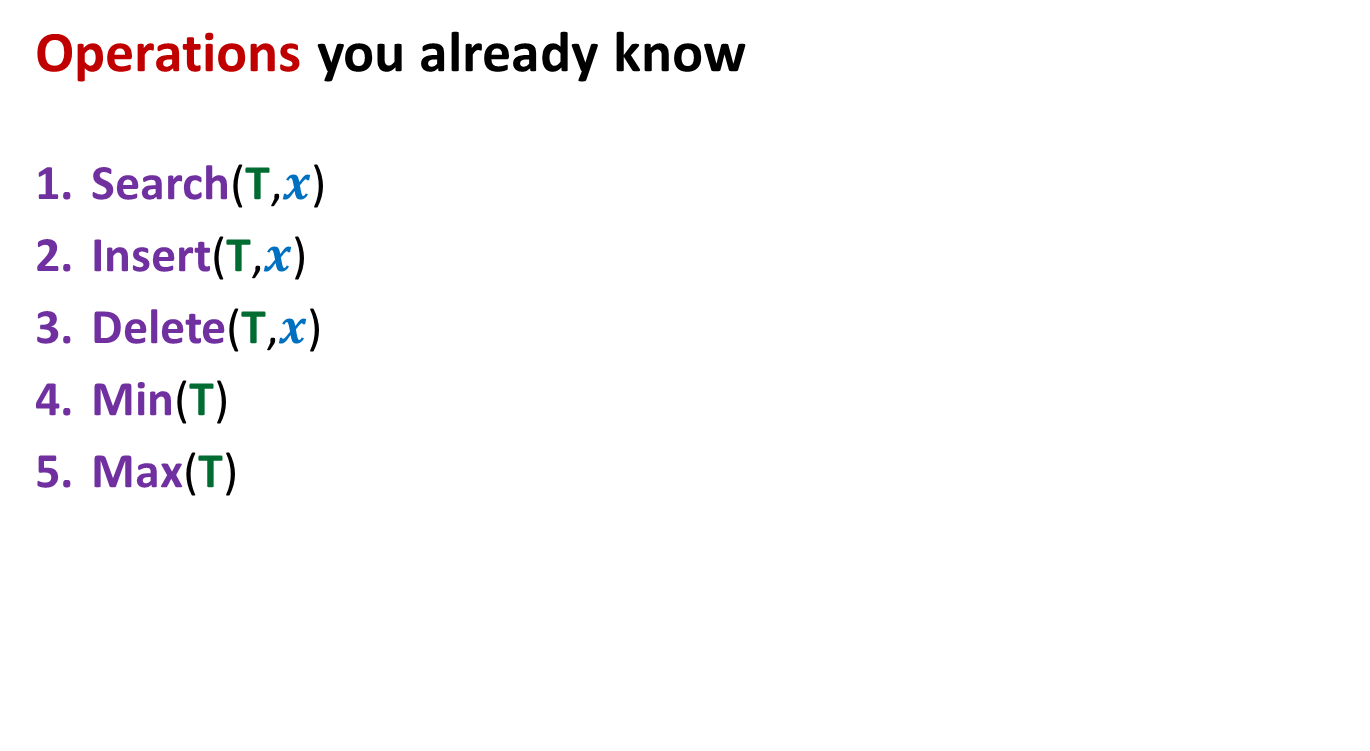 Operations you already know
1. Search(T,x)
2. Insert(T,x)
3. Delete(T,x)
4. Min(T)
5. Max(T)